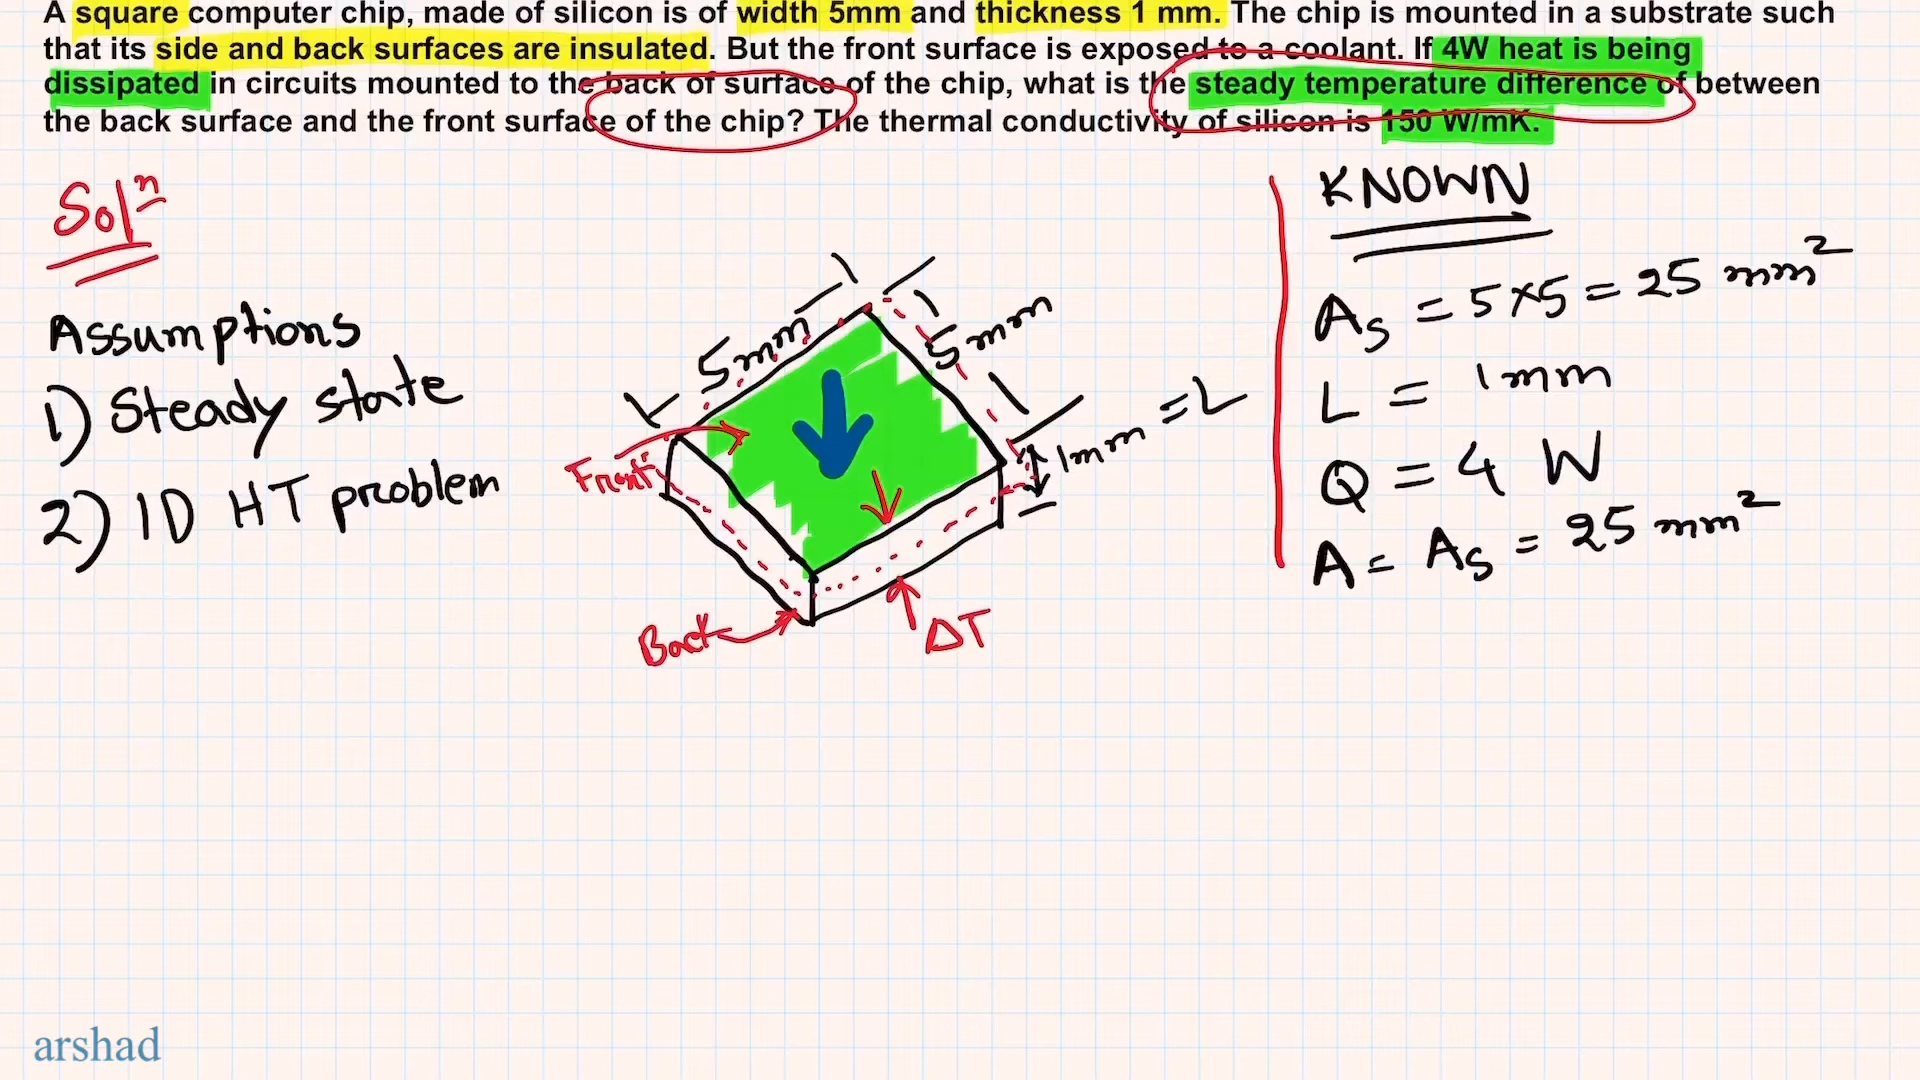 A square computer chip, made of silicon is of width 5mm and thickness 1 mm. The chip is mounted in a substrate such
that its side and back surfaces are insulated. But the front surface is exposed to a coolant. If 4W heat is being
dissipated in circuits mounted to the back of surface of the chip, what is the steady temperature difference of between
the back surface and the front surface of the chip? The thermal conductivity of silicon is 150 W/mK.
Solⁿ
Assumptions
1) Steady state
2) 1D HT problem
5mm
5mm
1mm = L
Front
Back
ΔT
KNOWN
As = 5×5 = 25 mm²
L = 1mm
Q = 4 W
A = As = 25 mm²
arshad